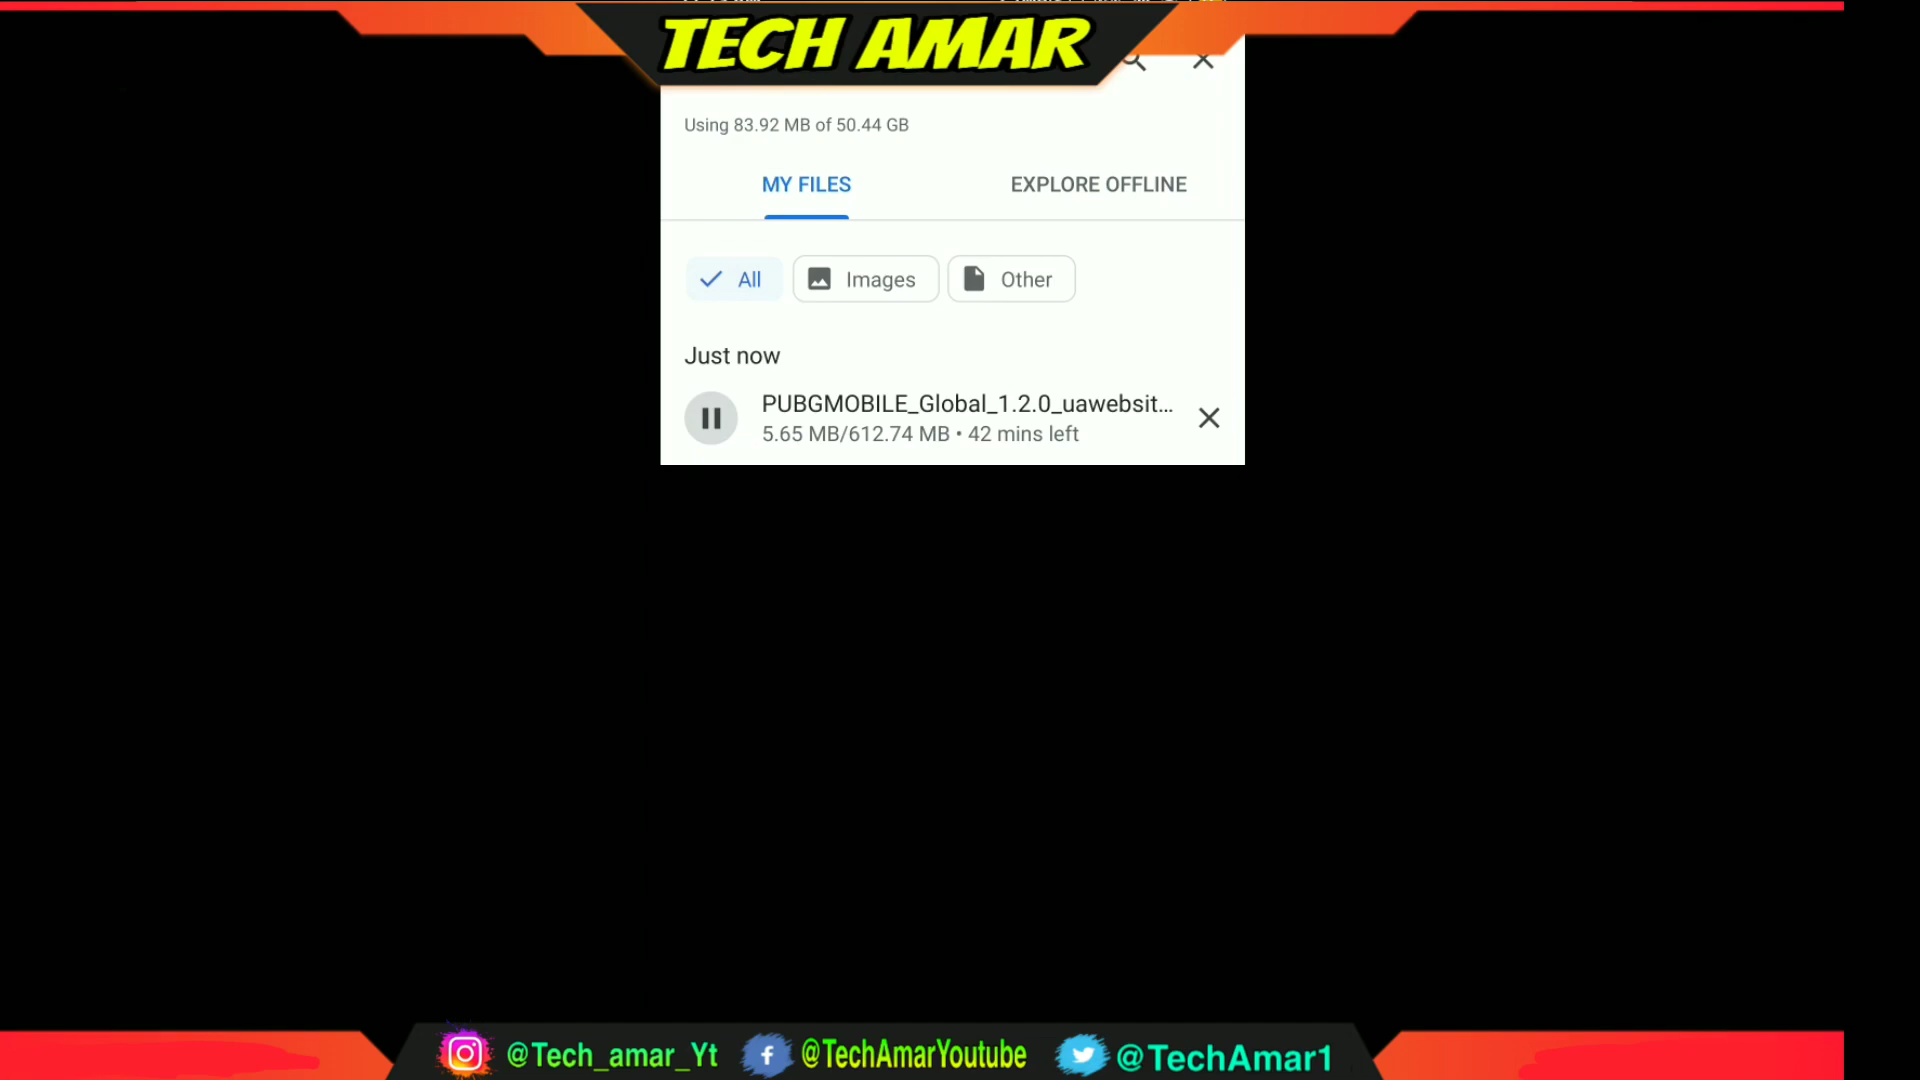 TECH AMAR
Using 83.92 MB of 50.44 GB
MY FILES
EXPLORE OFFLINE
All
Images
Other
Just now
PUBGMOBILE_Global_1.2.0_uawebsit...
5.65 MB/612.74 MB • 42 mins left
@Tech_amar_Yt
@TechAmarYoutube
@TechAmar1